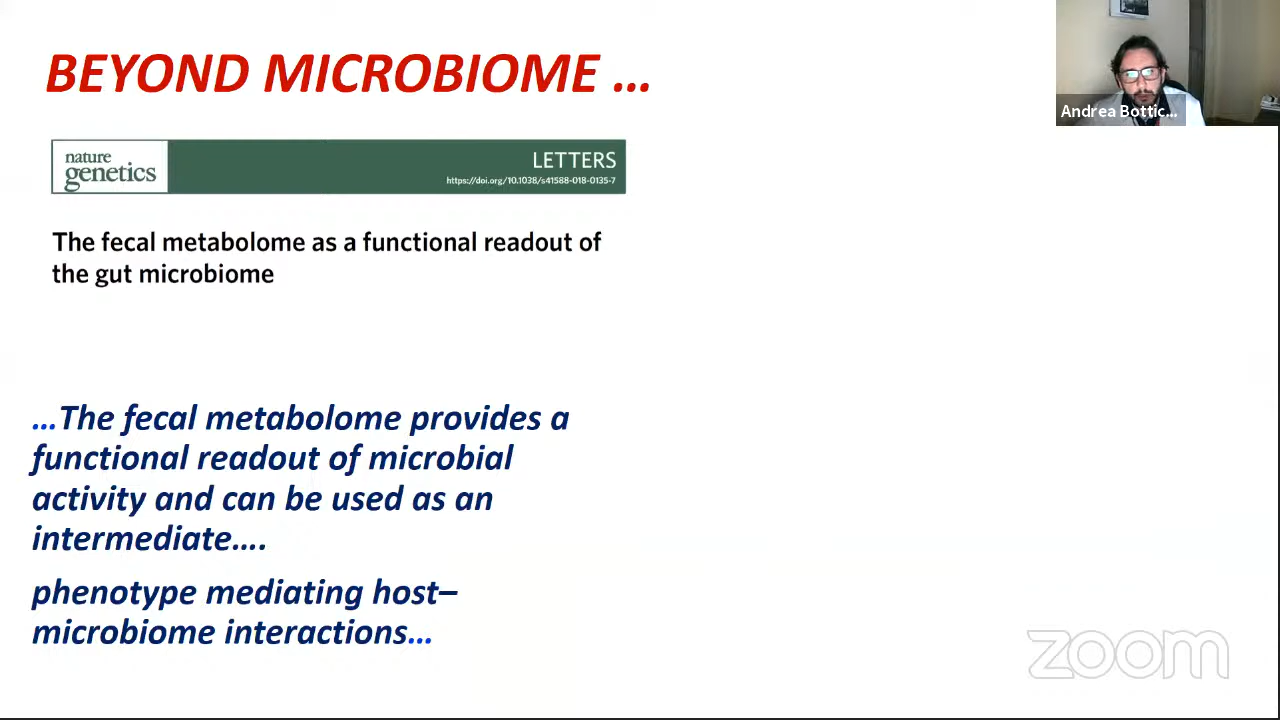 BEYOND MICROBIOME ...
Andrea Bottic...
nature
genetics
LETTERS
https://doi.org/10.1038/s41588-018-0135-7
The fecal metabolome as a functional readout of
the gut microbiome
...The fecal metabolome provides a
functional readout of microbial
activity and can be used as an
intermediate....
phenotype mediating host–
microbiome interactions...
zoom